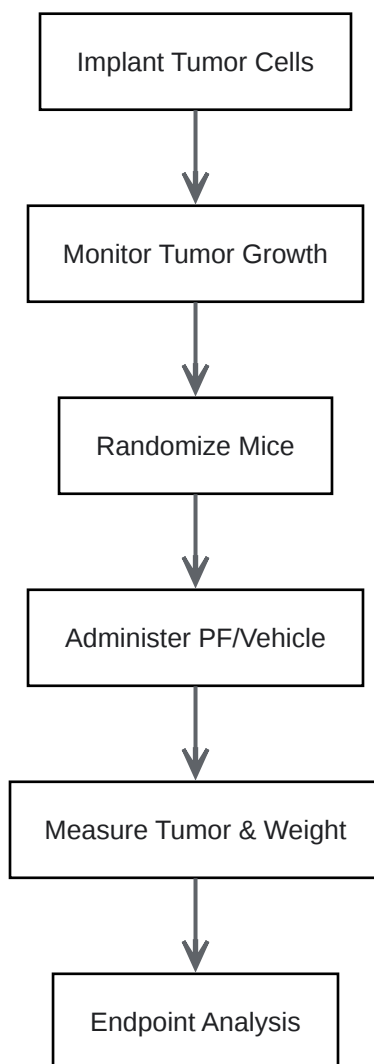 Implant Tumor Cells
Monitor Tumor Growth
Randomize Mice
Administer PF/Vehicle
Measure Tumor & Weight
Endpoint Analysis